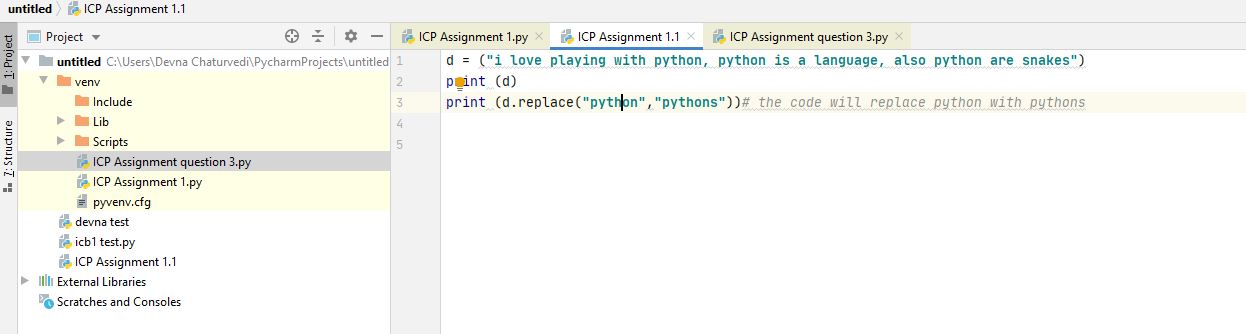 untitled ICP Assignment 1.1
Project
ICP Assignment 1.py
ICP Assignment 1.1
ICP Assignment question 3.py
1: Project
7: Structure
untitled C:\Users\Devna Chaturvedi\PycharmProjects\untitled
venv
Include
Lib
Scripts
ICP Assignment question 3.py
ICP Assignment 1.py
pyvenv.cfg
devna test
icb1 test.py
ICP Assignment 1.1
External Libraries
Scratches and Consoles
1 d = ("i love playing with python, python is a language, also python are snakes")
2 print (d)
3 print (d.replace("python","pythons"))# the code will replace python with pythons
4
5